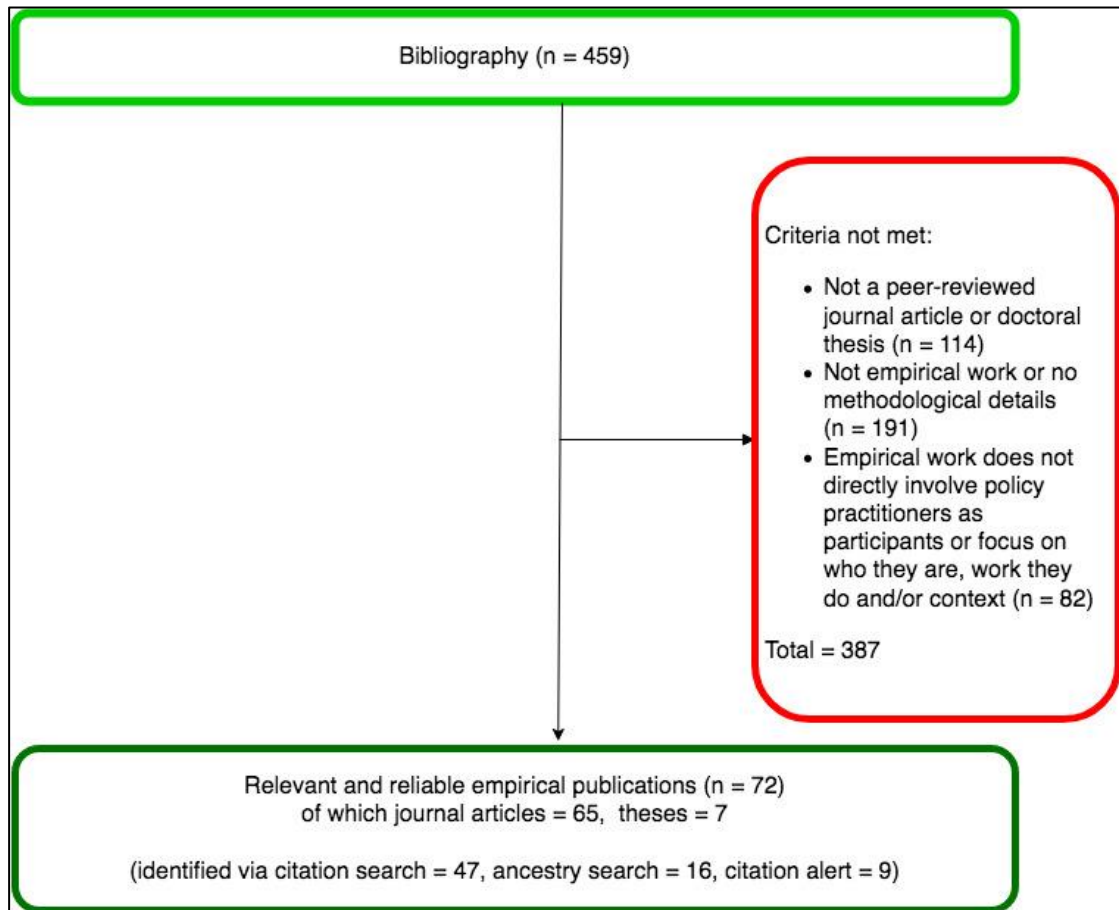 Bibliography (n = 459)
Criteria not met:
• Not a peer-reviewed
journal article or doctoral
thesis (n = 114)
• Not empirical work or no
methodological details
(n = 191)
• Empirical work does not
directly involve policy
practitioners as
participants or focus on
who they are, work they
do and/or context (n = 82)
Total = 387
Relevant and reliable empirical publications (n = 72)
of which journal articles = 65,  theses = 7
(identified via citation search = 47, ancestry search = 16, citation alert = 9)